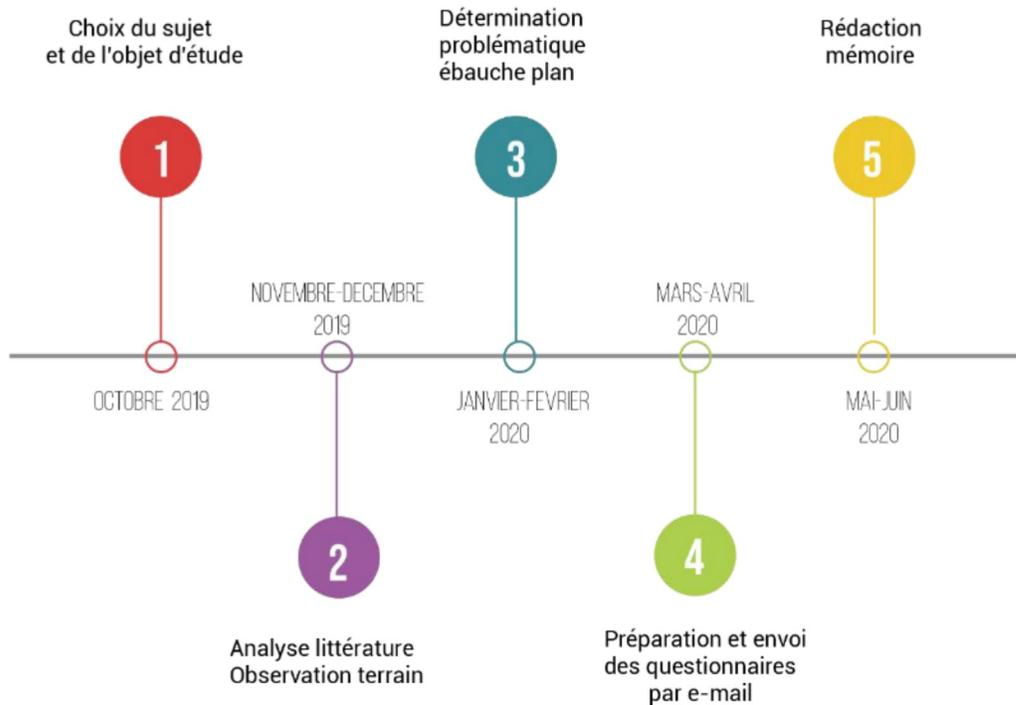 Choix du sujet
et de l'objet d'étude
1
OCTOBRE 2019
NOVEMBRE-DECEMBRE
2019
2
Analyse littérature
Observation terrain
Détermination
problématique
ébauche plan
3
JANVIER-FEVRIER
2020
MARS-AVRIL
2020
4
Préparation et envoi
des questionnaires
par e-mail
Rédaction
mémoire
5
MAI-JUIN
2020